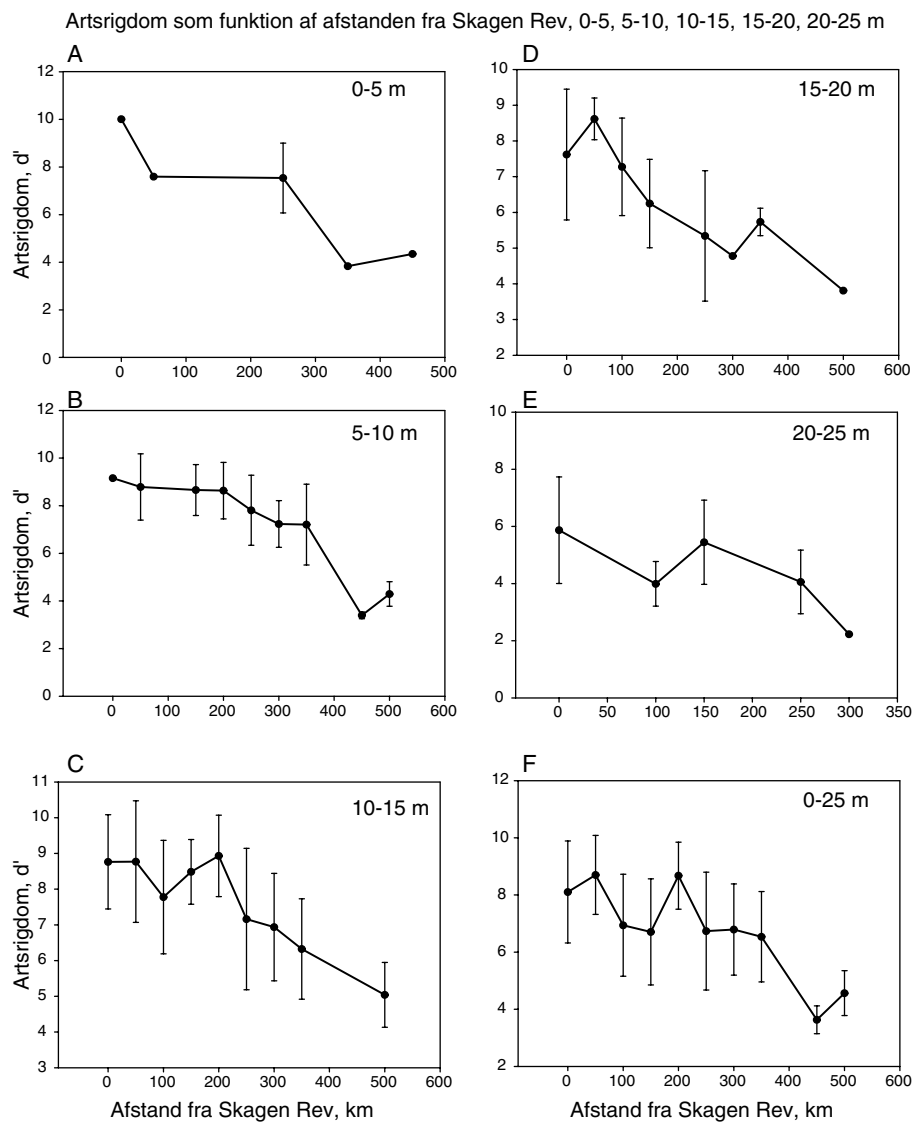 Artsrigdom som funktion af afstanden fra Skagen Rev, 0-5, 5-10, 10-15, 15-20, 20-25 m
A
0-5 m
Artsrigdom, d'
12
10
8
6
4
2
0
0 100 200 300 400 500
D
15-20 m
10
9
8
7
6
5
4
3
2
0 100 200 300 400 500 600
B
5-10 m
Artsrigdom, d'
12
10
8
6
4
2
0
0 100 200 300 400 500 600
E
20-25 m
10
8
6
4
2
0
0 50 100 150 200 250 300 350
C
10-15 m
Artsrigdom, d'
11
10
9
8
7
6
5
4
3
0 100 200 300 400 500 600
Afstand fra Skagen Rev, km
F
0-25 m
12
10
8
6
4
2
0 100 200 300 400 500 600
Afstand fra Skagen Rev, km